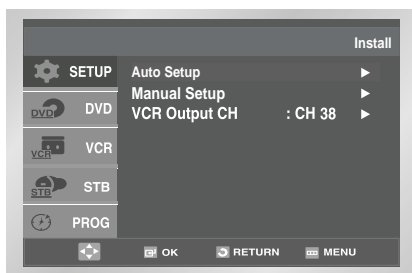 Install
SETUP
Auto Setup
Manual Setup
VCR Output CH : CH 38
DVD DVD
VCR VCR
STB STB
PROG
OK RETURN MENU